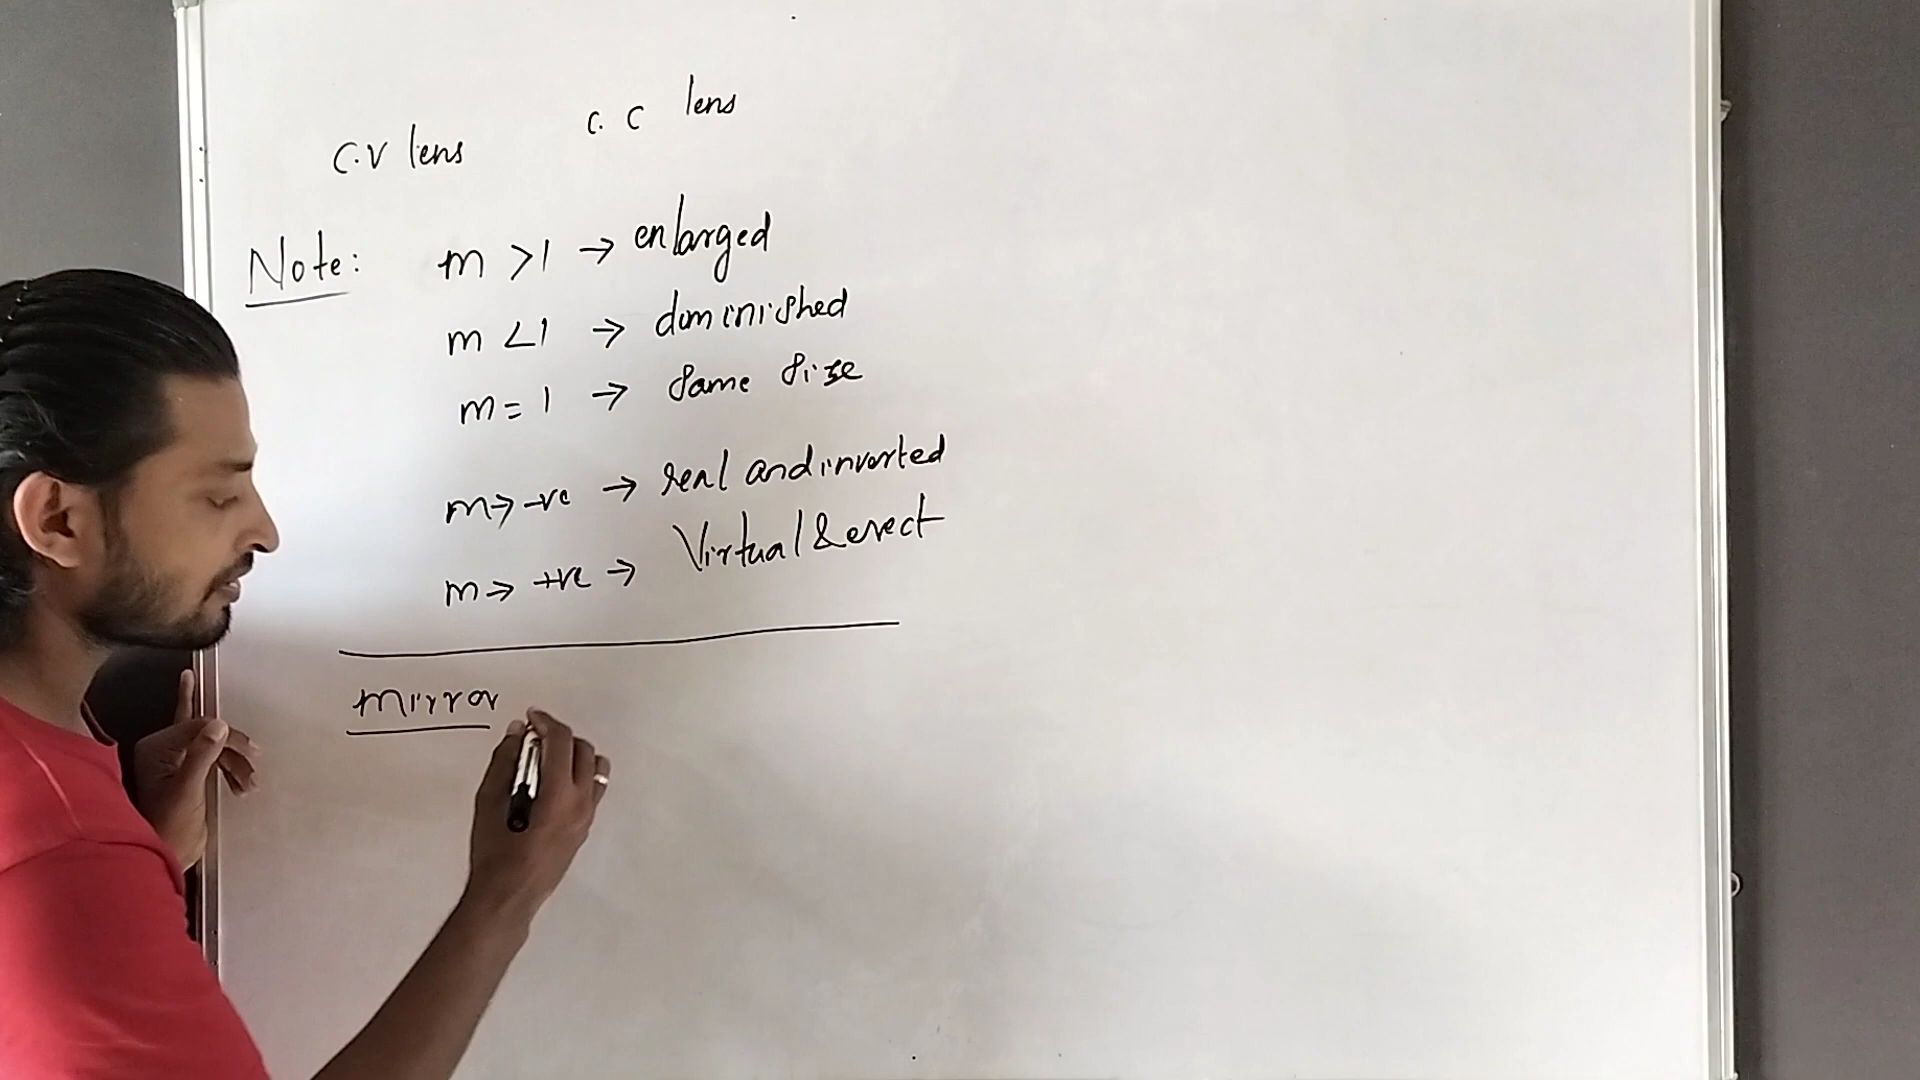 C.V lens
C.C lens
Note: m >1 → enlarged
m <1 → diminished
m = 1 → Same Size
m→ -ve → real and inverted
m→ +ve → Virtual & erect
Mirror